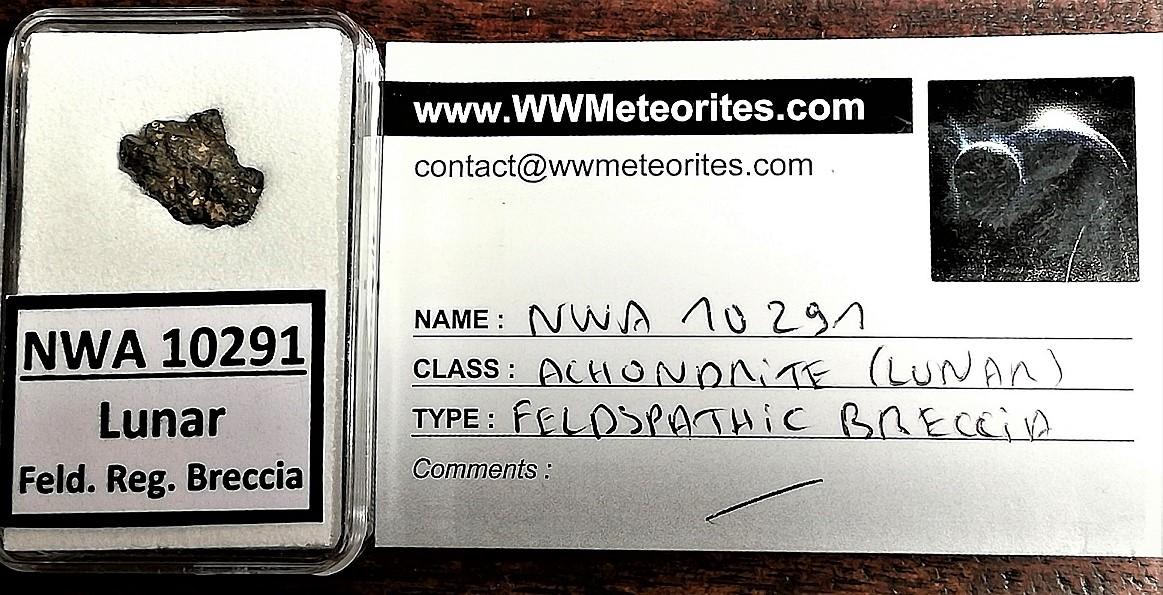 NWA 10291
Lunar
Feld. Reg. Breccia
www.WWMeteorites.com
contact@wwmeteorites.com
NAME : NWA 10291
CLASS : ACHONDRITE (LUNAR)
TYPE : FELDSPATHIC BRECCIA
Comments :